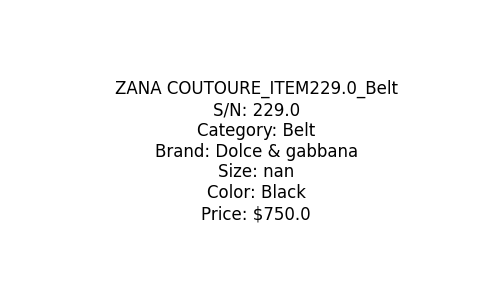 ZANA COUTOURE_ITEM229.0_Belt
S/N: 229.0
Category: Belt
Brand: Dolce & gabbana
Size: nan
Color: Black
Price: $750.0